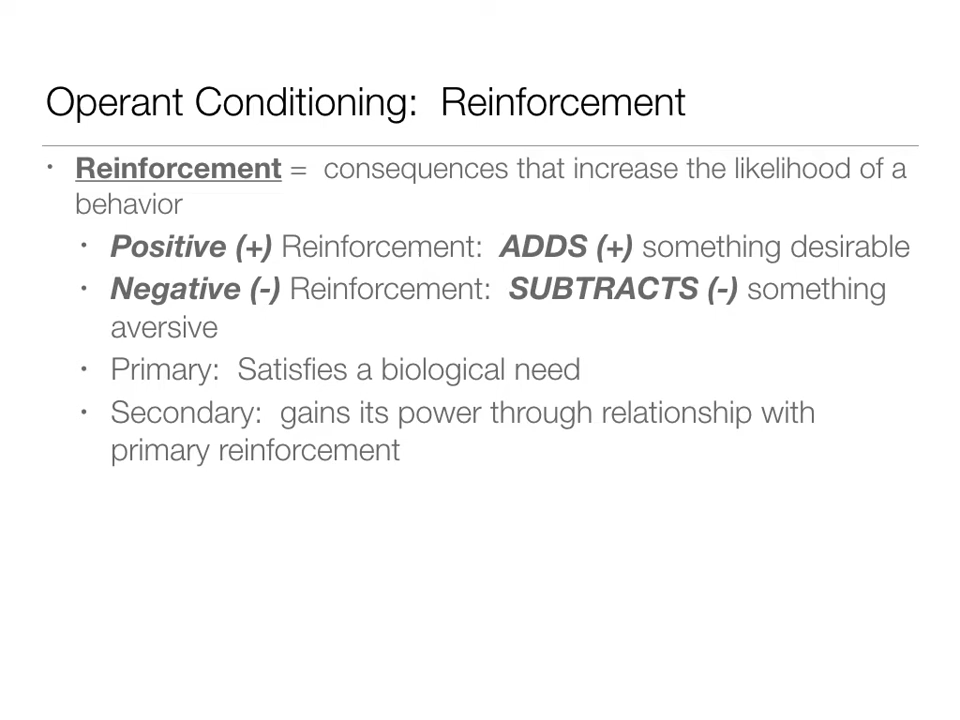 Operant Conditioning:  Reinforcement
• Reinforcement =  consequences that increase the likelihood of a
behavior
• Positive (+) Reinforcement:  ADDS (+) something desirable
• Negative (-) Reinforcement:  SUBTRACTS (-) something
aversive
• Primary:  Satisfies a biological need
• Secondary:  gains its power through relationship with
primary reinforcement